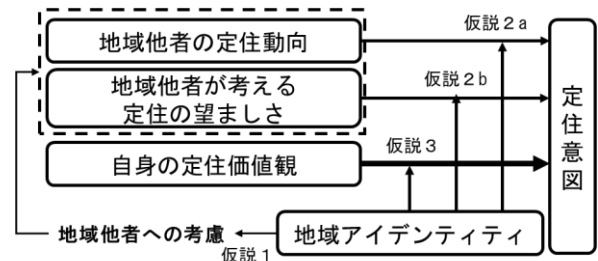 仮説2a
地域他者の定住動向
仮説2b
地域他者が考える
定住の望ましさ
仮説3
自身の定住価値観
定住意図
地域他者への考慮
仮説1
地域アイデンティティ